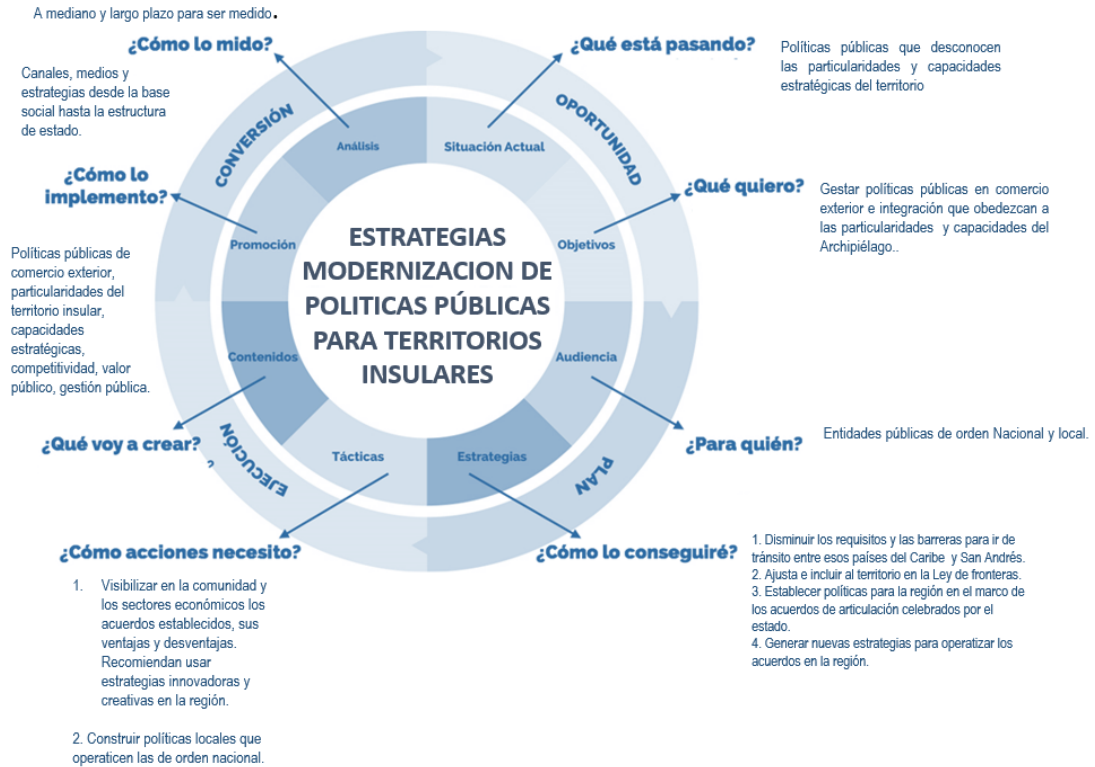 A mediano y largo plazo para ser medido.
¿Cómo lo mido?
Canales, medios y
estrategias desde la base
social hasta la estructura
de estado.
¿Cómo lo
implemento?
Políticas públicas de
comercio exterior,
particularidades del
territorio insular,
capacidades
estratégicas,
competitividad, valor
público, gestión pública.
¿Qué voy a crear?
?
¿Cómo acciones necesito?
1. Visibilizar en la comunidad y
los sectores económicos los
acuerdos establecidos, sus
ventajas y desventajas.
Recomiendan usar
estrategias innovadoras y
creativas en la región.
2. Construir políticas locales que
operaticen las de orden nacional.
CONVERSIÓN
OPORTUNIDAD
EJECUCIÓN
PLAN
Análisis
Situación Actual
Promoción
Objetivos
Contenidos
Audiencia
Tácticas
Estrategias
ESTRATEGIAS
MODERNIZACION DE
POLITICAS PÚBLICAS
PARA TERRITORIOS
INSULARES
¿Qué está pasando?
Políticas públicas que desconocen
las particularidades y capacidades
estratégicas del territorio
¿Qué quiero?
Gestar políticas públicas en comercio
exterior e integración que obedezcan a
las particularidades y capacidades del
Archipiélago..
¿Para quién?
Entidades públicas de orden Nacional y local.
¿Cómo lo conseguiré?
1. Disminuir los requisitos y las barreras para ir de
tránsito entre esos países del Caribe y San Andrés.
2. Ajusta e incluir al territorio en la Ley de fronteras.
3. Establecer políticas para la región en el marco de
los acuerdos de articulación celebrados por el
estado.
4. Generar nuevas estrategias para operatizar los
acuerdos en la región.